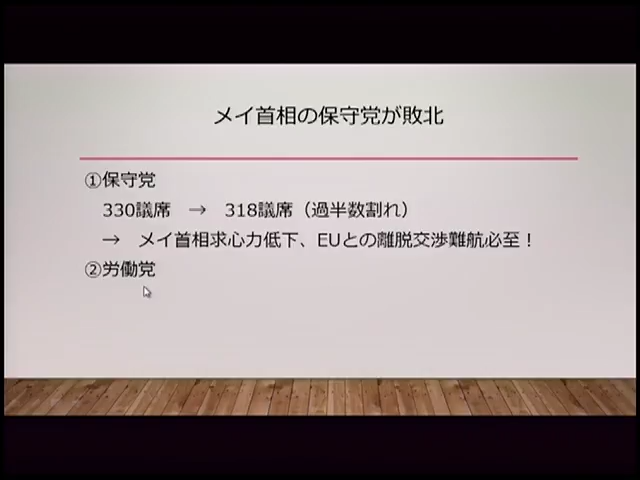 メイ首相の保守党が敗北
①保守党
330議席　→　318議席（過半数割れ）
→　メイ首相求心力低下、EUとの離脱交渉難航必至！
②労働党